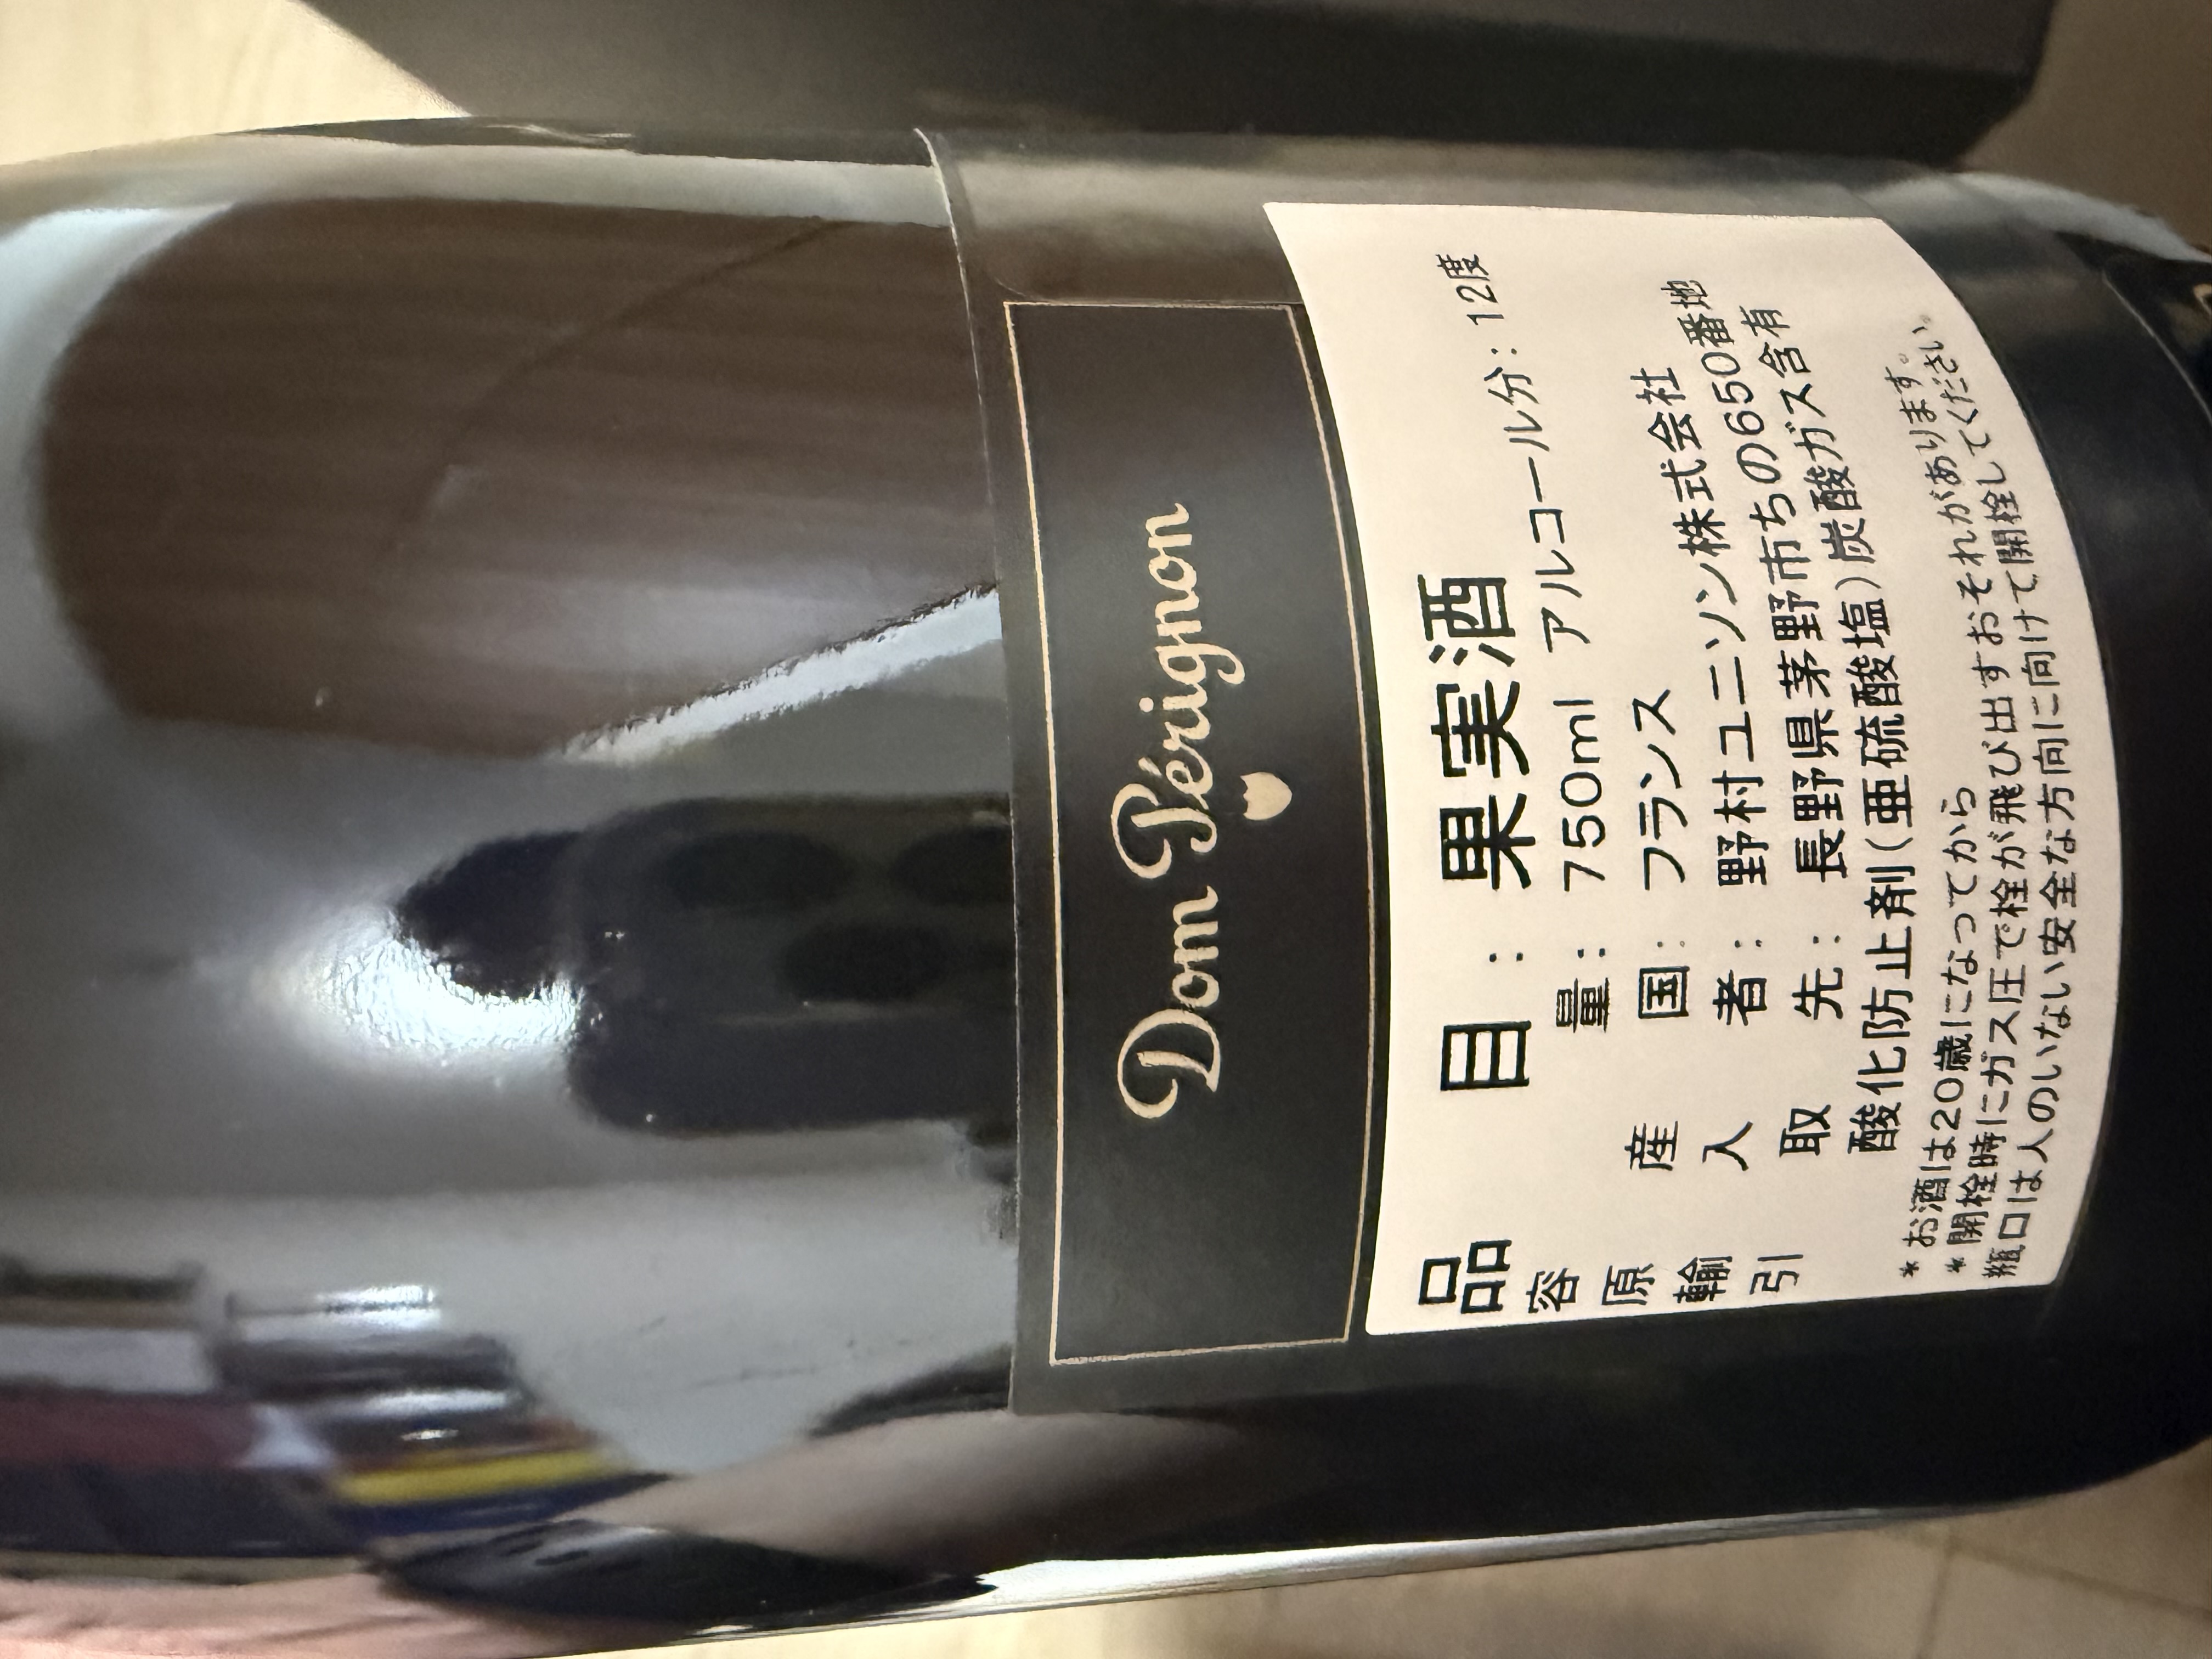 Dom Pérignon
品 目 : 果実酒
容 量 : 750ml アルコール分 : 12度
原 産 国 : フランス
輸 入 者 : 野村ユニソン株式会社
引 取 先 : 長野県茅野市ちの650番地
酸化防止剤(亜硫酸塩)炭酸ガス含有
* お酒は20歳になってから
* 開栓時にガス圧で栓が飛び出すおそれがあります。
瓶口は人のいない安全な方向に向けて開栓してください。